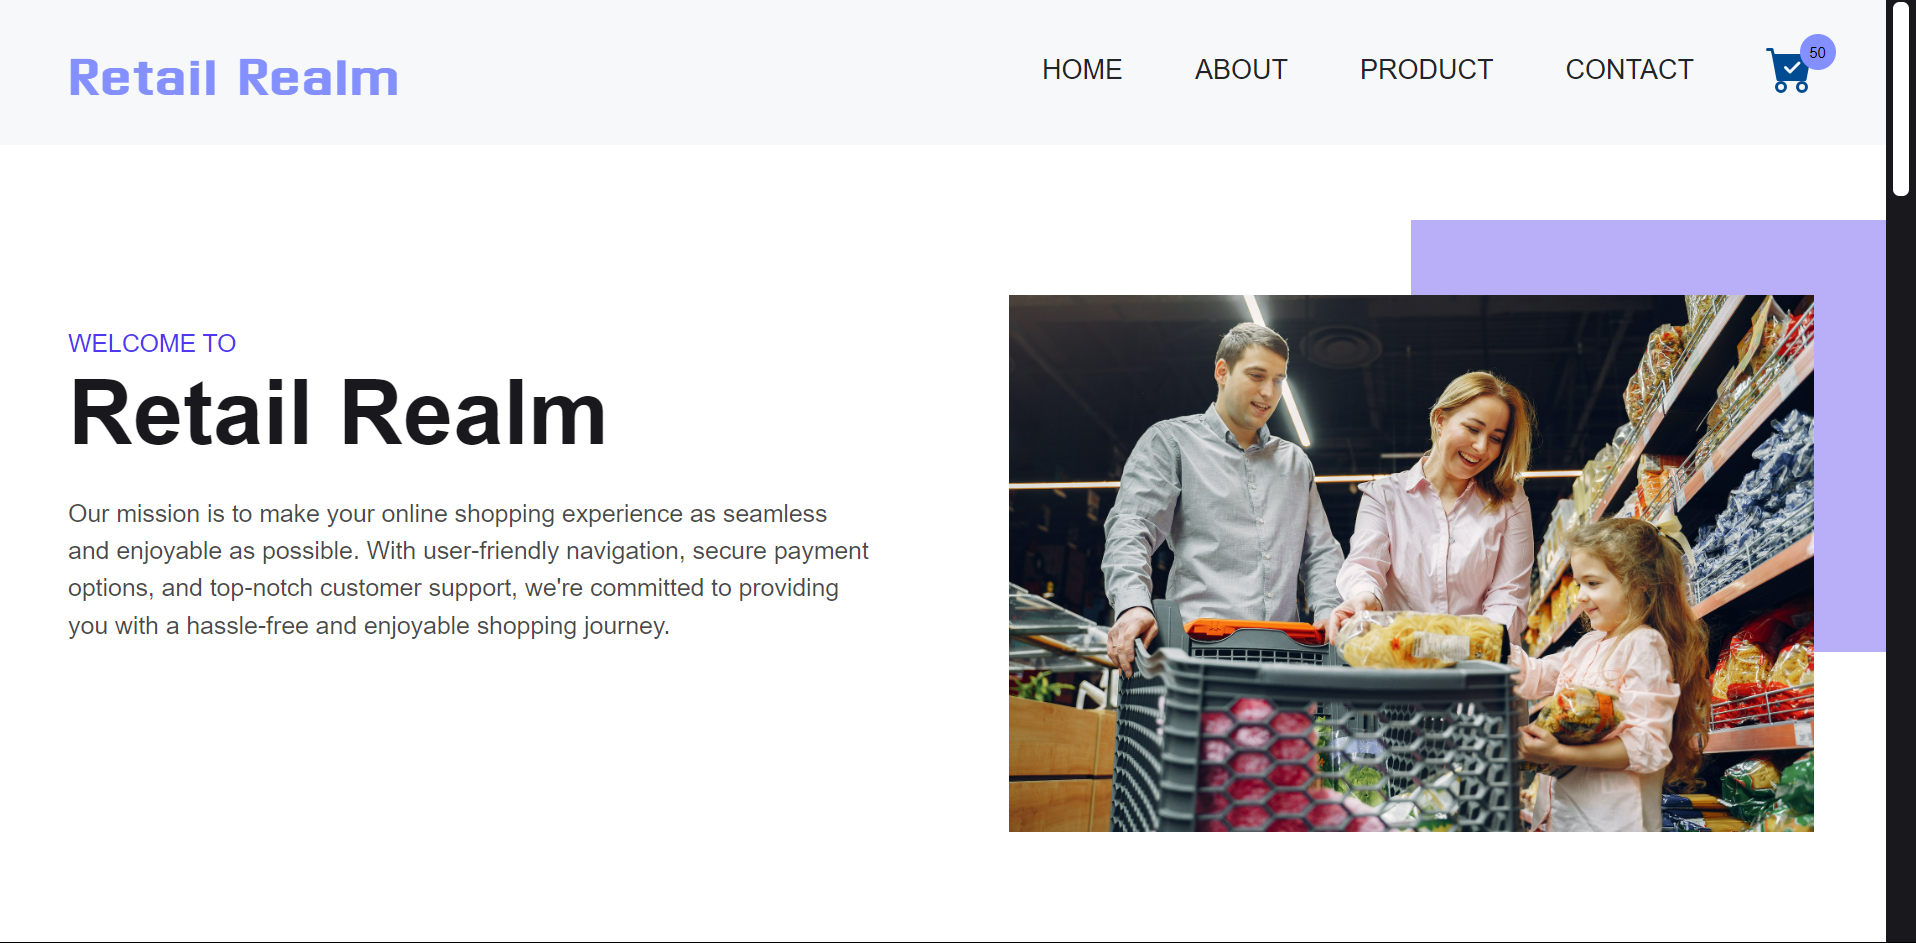 Retail Realm
HOME ABOUT PRODUCT CONTACT 50
WELCOME TO
Retail Realm
Our mission is to make your online shopping experience as seamless
and enjoyable as possible. With user-friendly navigation, secure payment
options, and top-notch customer support, we're committed to providing
you with a hassle-free and enjoyable shopping journey.